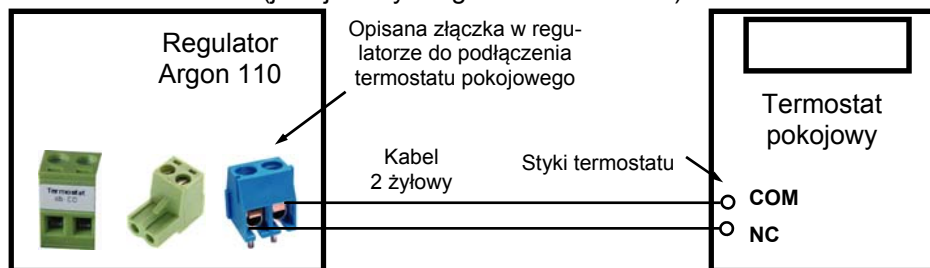 Regulator
Argon 110
Opisana złączka w regu-
latorze do podłączenia
termostatu pokojowego
Termostat
pokojowy
Kabel
2 żyłowy
Styki termostatu
COM
NC
Termostat